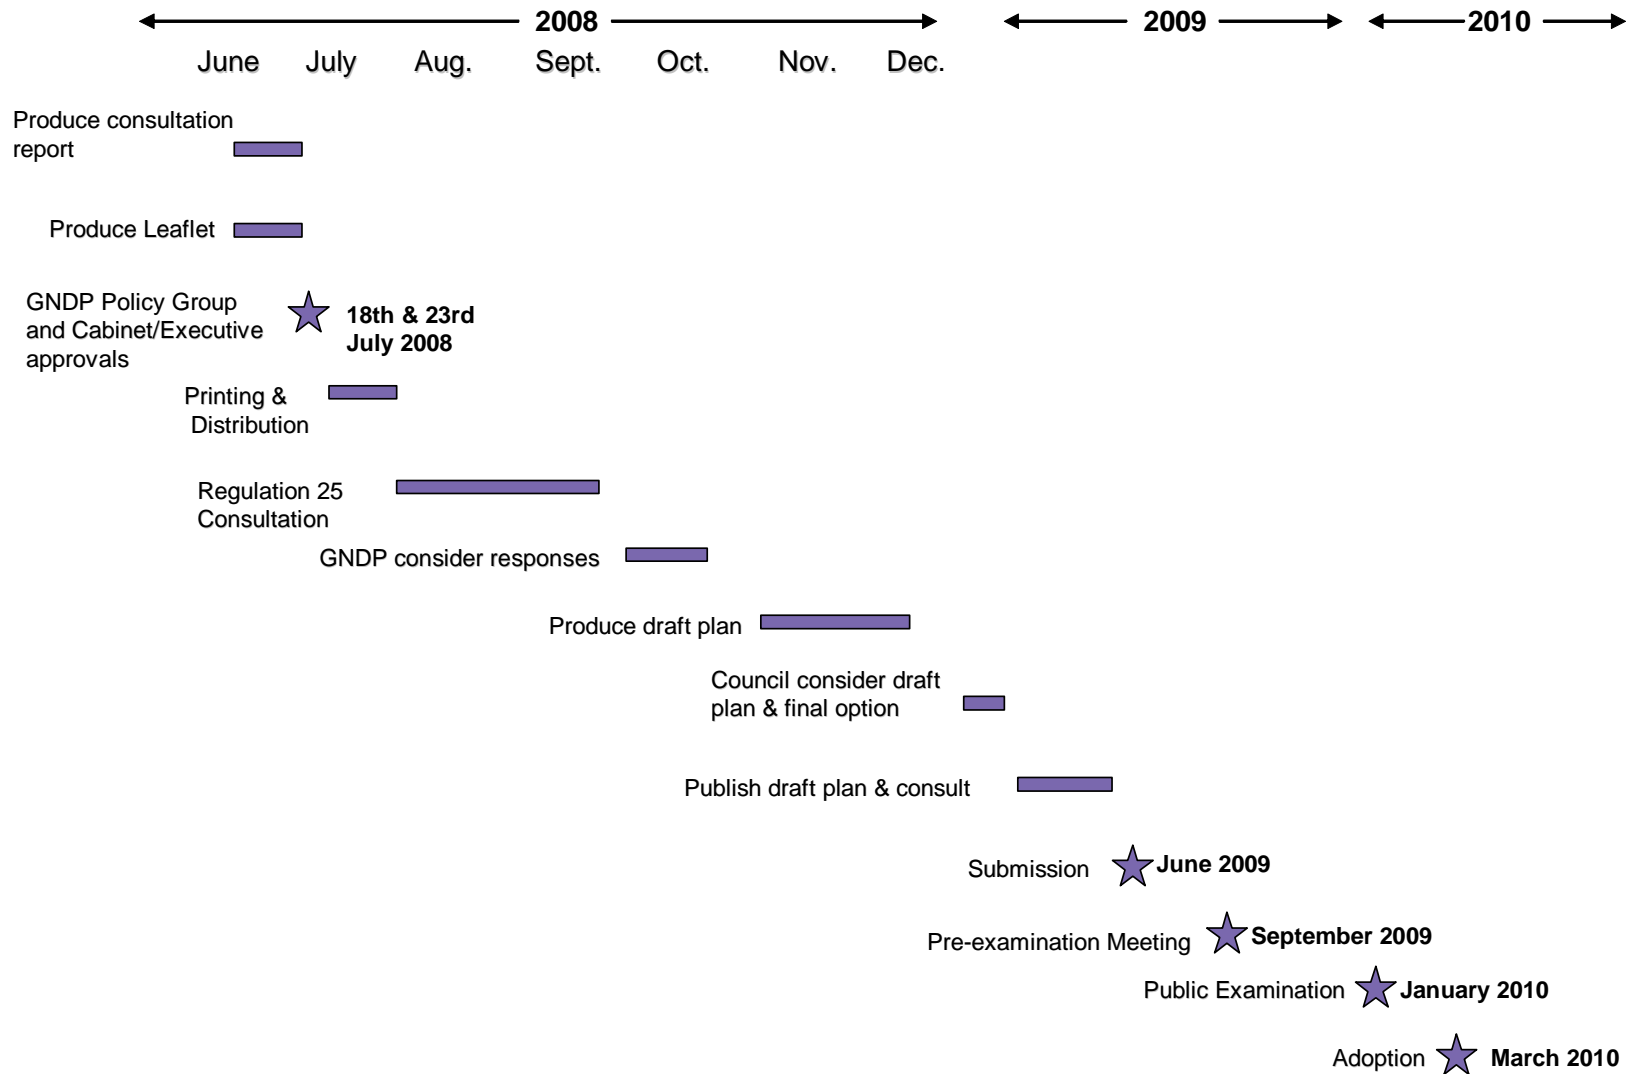 2008
2009
2010
June
July
Aug.
Sept.
Oct.
Nov.
Dec.
Produce consultation
report
Produce Leaflet
GNDP Policy Group
and Cabinet/Executive
approvals
18th & 23rd
July 2008
Printing &
Distribution
Regulation 25
Consultation
GNDP consider responses
Produce draft plan
Council consider draft
plan & final option
Publish draft plan & consult
Submission
June 2009
Pre-examination Meeting
September 2009
Public Examination
January 2010
Adoption
March 2010